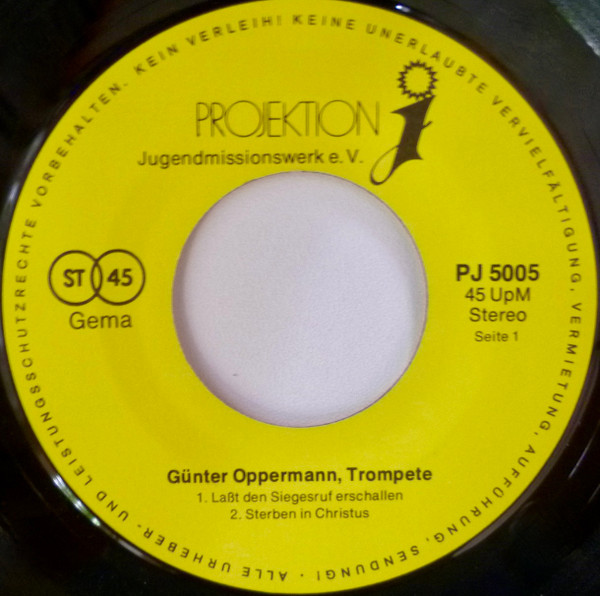 ALLE URHEBER- UND LEISTUNGSSCHUTZRECHTE VORBEHALTEN. KEIN VERLEIH! KEINE UNERLAUBTE VERVIELFÄLTIGUNG, VERMIETUNG, AUFFÜHRUNG, SENDUNG! ·
PROJEKTION j
Jugendmissionswerk e. V.
ST 45
Gema
PJ 5005
45 UpM
Stereo
Seite 1
Günter Oppermann, Trompete
1. Laßt den Siegesruf erschallen
2. Sterben in Christus